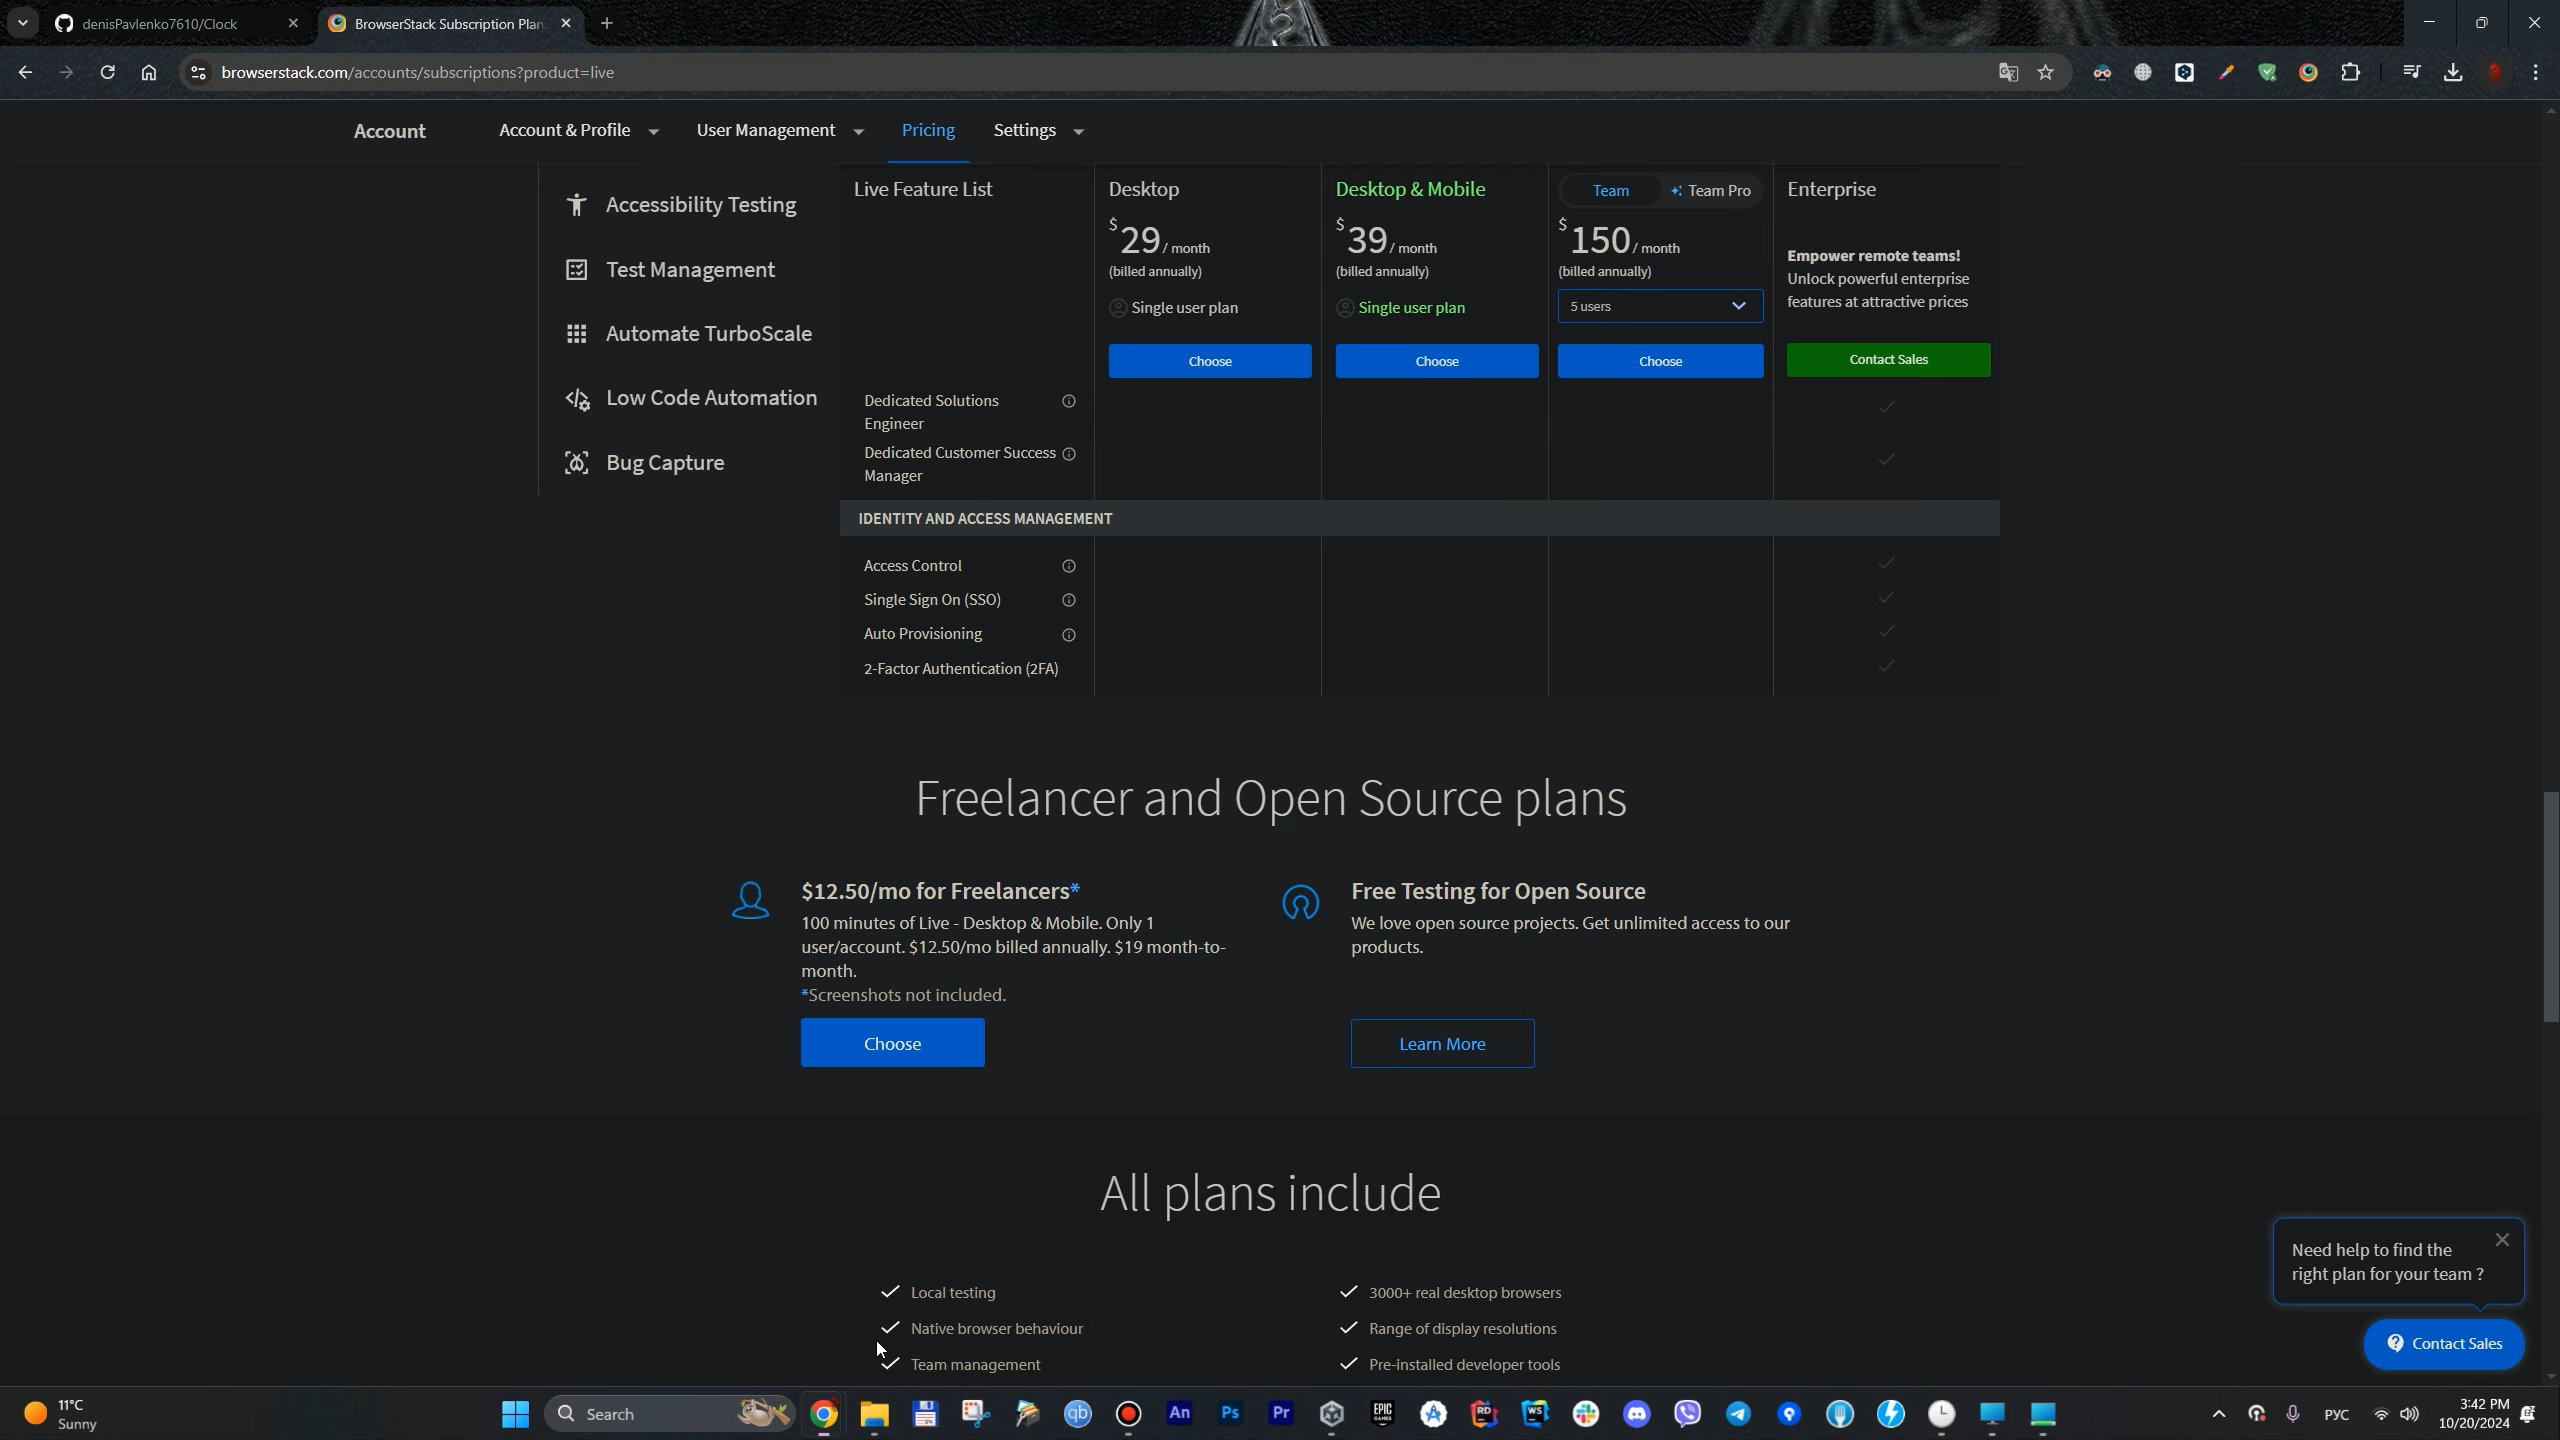 denisPavlenko7610/Clock
BrowserStack Subscription Plan
browserstack.com/accounts/subscriptions?product=live
Account
Account & Profile
User Management
Pricing
Settings
Accessibility Testing
Test Management
Automate TurboScale
Low Code Automation
Bug Capture
Live Feature List
Desktop
$29/ month
(billed annually)
Single user plan
Choose
Desktop & Mobile
$39/ month
(billed annually)
Single user plan
Choose
Team
Team Pro
$150/ month
(billed annually)
5 users
Choose
Enterprise
Empower remote teams!
Unlock powerful enterprise
features at attractive prices
Contact Sales
Dedicated Solutions
Engineer
Dedicated Customer Success
Manager
IDENTITY AND ACCESS MANAGEMENT
Access Control
Single Sign On (SSO)
Auto Provisioning
2-Factor Authentication (2FA)
Freelancer and Open Source plans
$12.50/mo for Freelancers*
100 minutes of Live - Desktop & Mobile. Only 1
user/account. $12.50/mo billed annually. $19 month-to-
month.
*Screenshots not included.
Choose
Free Testing for Open Source
We love open source projects. Get unlimited access to our
products.
Learn More
All plans include
Local testing
Native browser behaviour
Team management
3000+ real desktop browsers
Range of display resolutions
Pre-installed developer tools
Need help to find the
right plan for your team ?
Contact Sales
11°C
Sunny
Search
qb
An
Ps
Pr
EPIC
GAMES
RD
WS
РУС
3:42 PM
10/20/2024